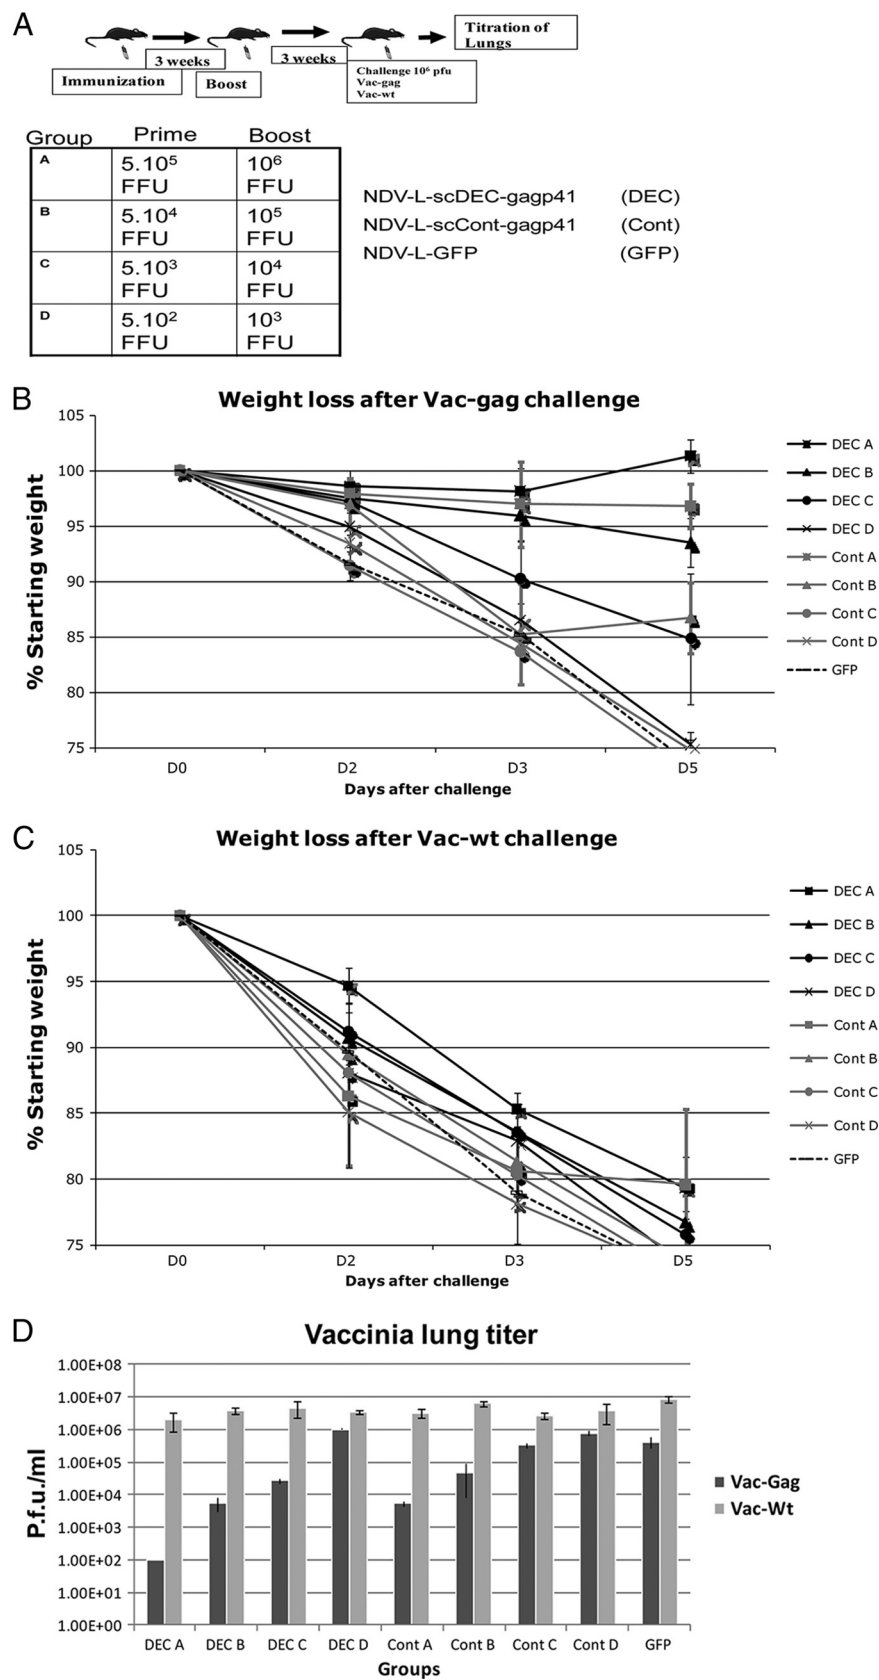 A
Immunization
3 weeks
Boost
3 weeks
Challenge 10⁶ pfu
Vac-gag
Vac-wt
Titration of
Lungs
Group Prime Boost
A 5.10⁵ FFU 10⁶ FFU
B 5.10⁴ FFU 10⁵ FFU
C 5.10³ FFU 10⁴ FFU
D 5.10² FFU 10³ FFU
NDV-L-scDEC-gagp41 (DEC)
NDV-L-scCont-gagp41 (Cont)
NDV-L-GFP (GFP)
B
Weight loss after Vac-gag challenge
% Starting weight
105
100
95
90
85
80
75
D0 D2 D3 D5
Days after challenge
DEC A
DEC B
DEC C
DEC D
Cont A
Cont B
Cont C
Cont D
GFP
C
Weight loss after Vac-wt challenge
% Starting weight
105
100
95
90
85
80
75
D0 D2 D3 D5
Days after challenge
DEC A
DEC B
DEC C
DEC D
Cont A
Cont B
Cont C
Cont D
GFP
D
Vaccinia lung titer
P.f.u./ml
1.00E+08
1.00E+07
1.00E+06
1.00E+05
1.00E+04
1.00E+03
1.00E+02
1.00E+01
1.00E+00
DEC A DEC B DEC C DEC D Cont A Cont B Cont C Cont D GFP
Groups
Vac-Gag
Vac-Wt